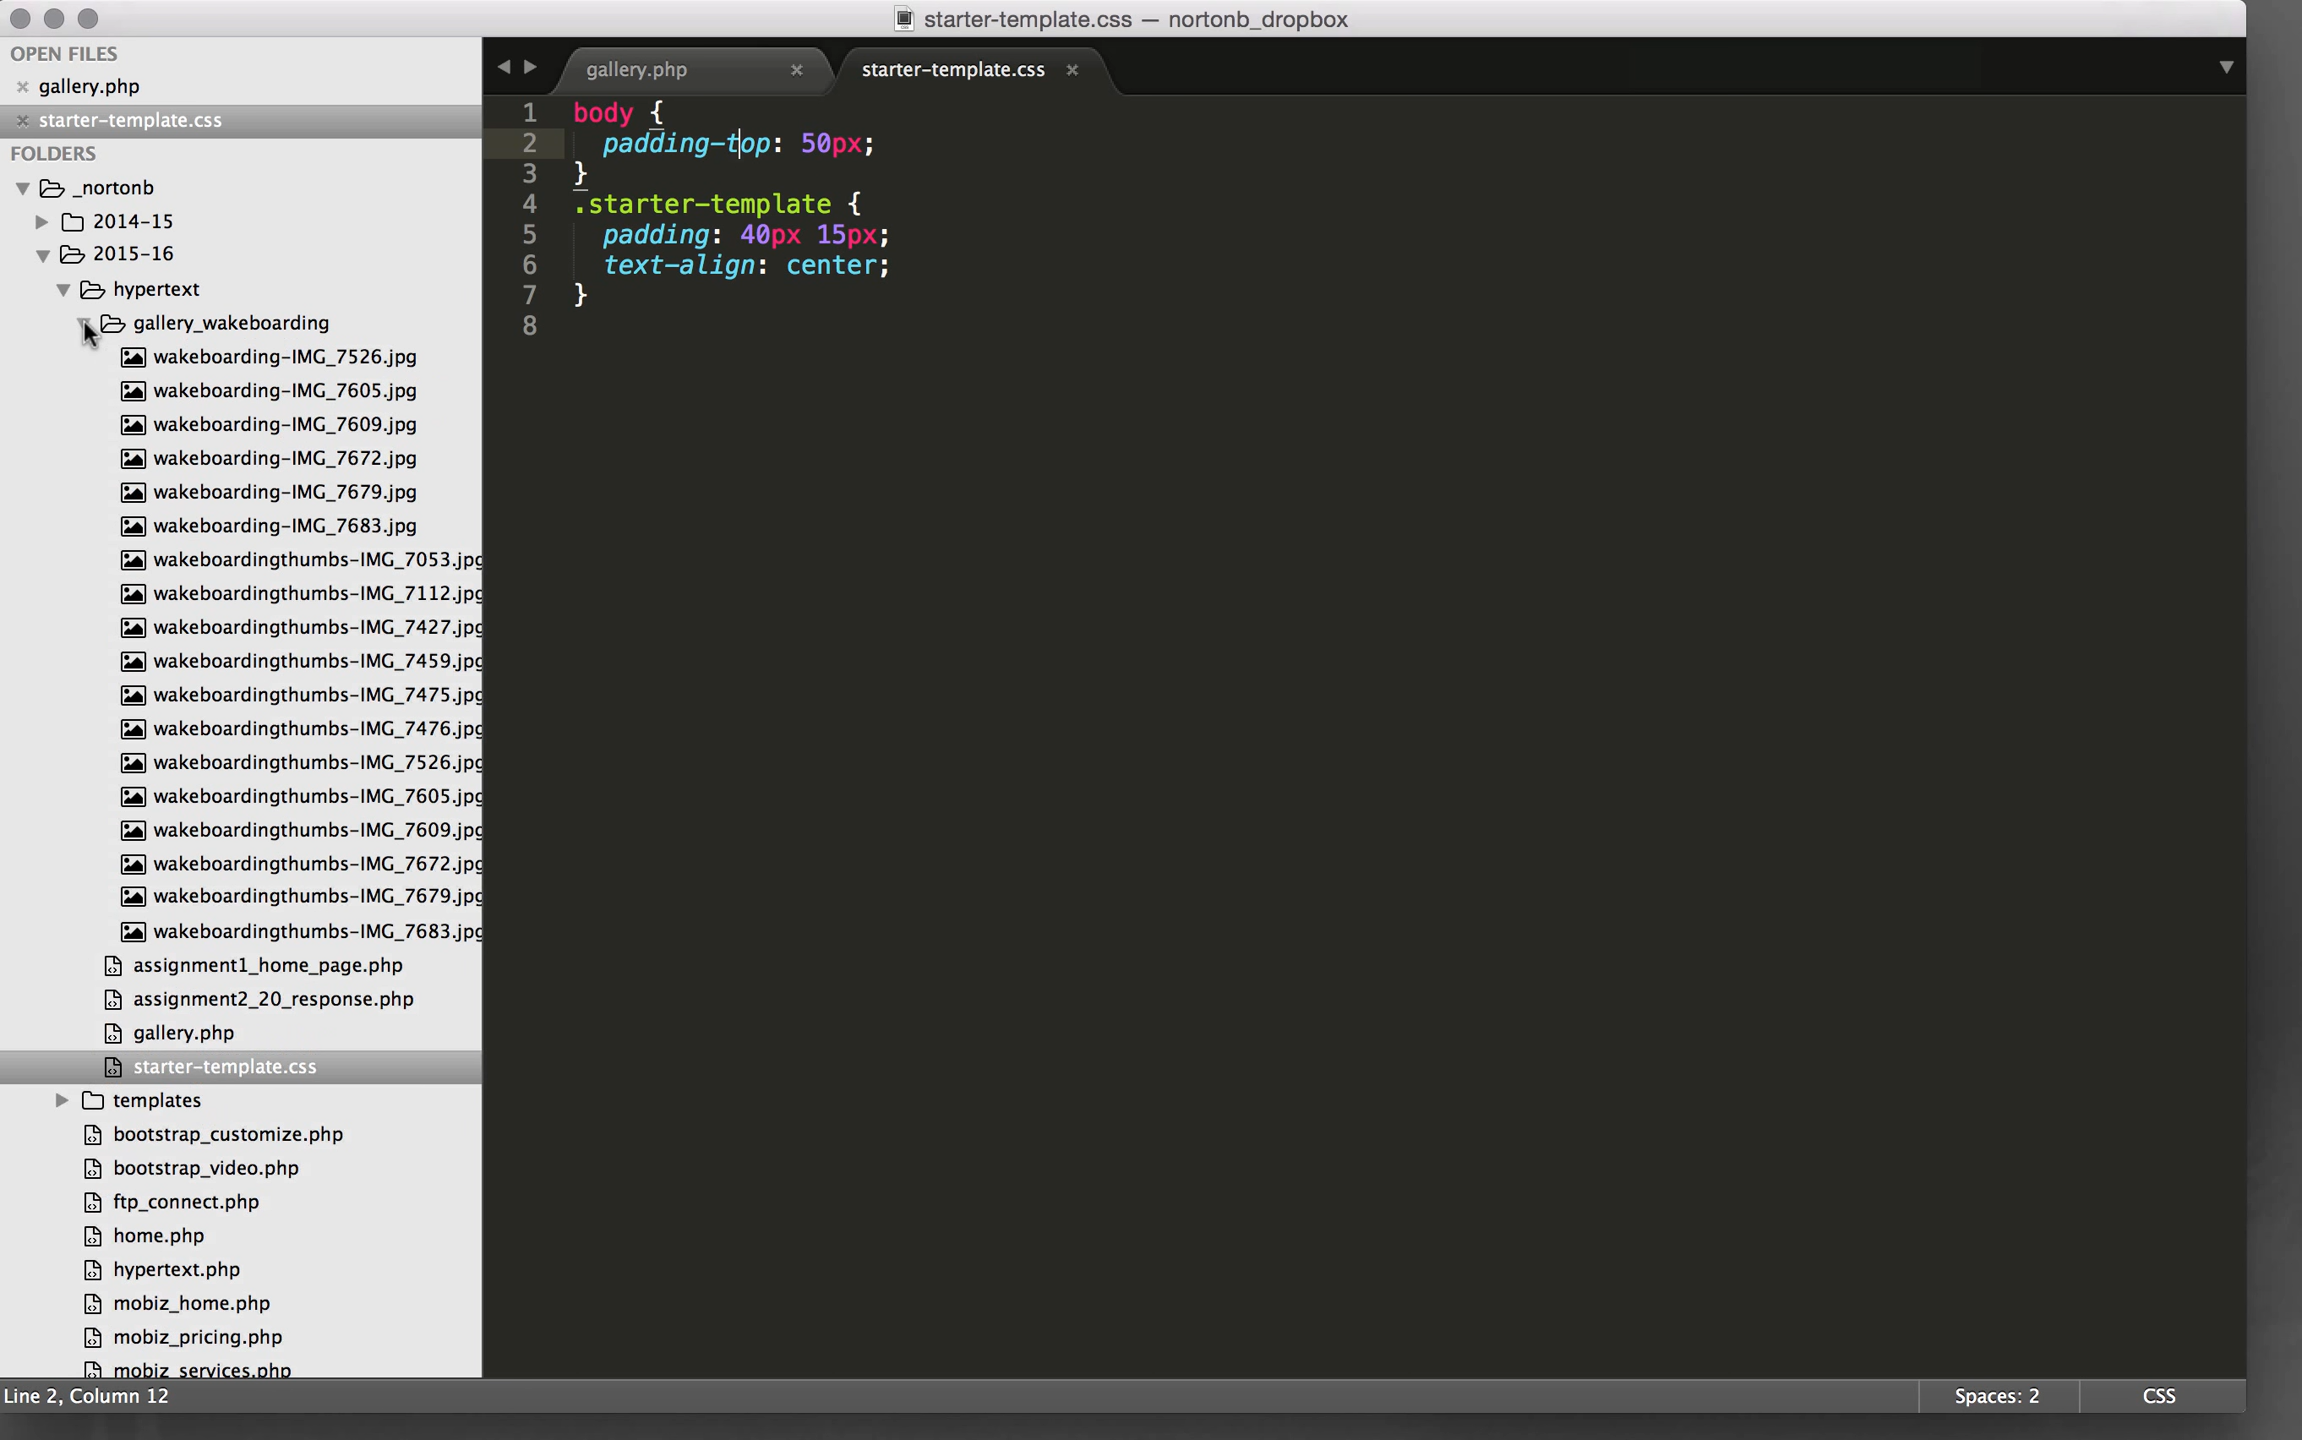 starter-template.css — nortonb_dropbox
OPEN FILES
gallery.php
starter-template.css
FOLDERS
_nortonb
2014-15
2015-16
hypertext
gallery_wakeboarding
wakeboarding-IMG_7526.jpg
wakeboarding-IMG_7605.jpg
wakeboarding-IMG_7609.jpg
wakeboarding-IMG_7672.jpg
wakeboarding-IMG_7679.jpg
wakeboarding-IMG_7683.jpg
wakeboardingthumbs-IMG_7053.jpg
wakeboardingthumbs-IMG_7112.jpg
wakeboardingthumbs-IMG_7427.jpg
wakeboardingthumbs-IMG_7459.jpg
wakeboardingthumbs-IMG_7475.jpg
wakeboardingthumbs-IMG_7476.jpg
wakeboardingthumbs-IMG_7526.jpg
wakeboardingthumbs-IMG_7605.jpg
wakeboardingthumbs-IMG_7609.jpg
wakeboardingthumbs-IMG_7672.jpg
wakeboardingthumbs-IMG_7679.jpg
wakeboardingthumbs-IMG_7683.jpg
assignment1_home_page.php
assignment2_20_response.php
gallery.php
starter-template.css
templates
bootstrap_customize.php
bootstrap_video.php
ftp_connect.php
home.php
hypertext.php
mobiz_home.php
mobiz_pricing.php
mobiz_services.php
gallery.php starter-template.css
1 body {
2 padding-top: 50px;
3 }
4 .starter-template {
5 padding: 40px 15px;
6 text-align: center;
7 }
8
Line 2, Column 12 Spaces: 2 CSS